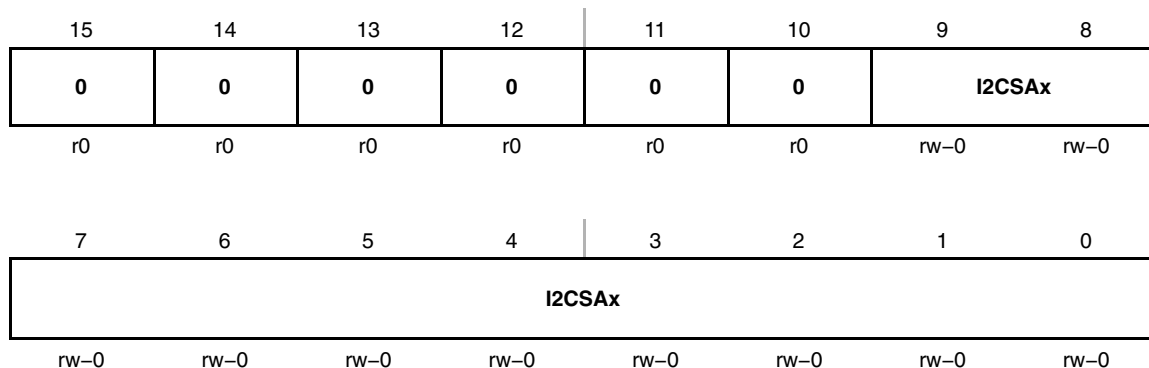 15 14 13 12 11 10 9 8
0 0 0 0 0 0 I2CSAx
r0 r0 r0 r0 r0 r0 rw−0 rw−0
7 6 5 4 3 2 1 0
I2CSAx
rw−0 rw−0 rw−0 rw−0 rw−0 rw−0 rw−0 rw−0